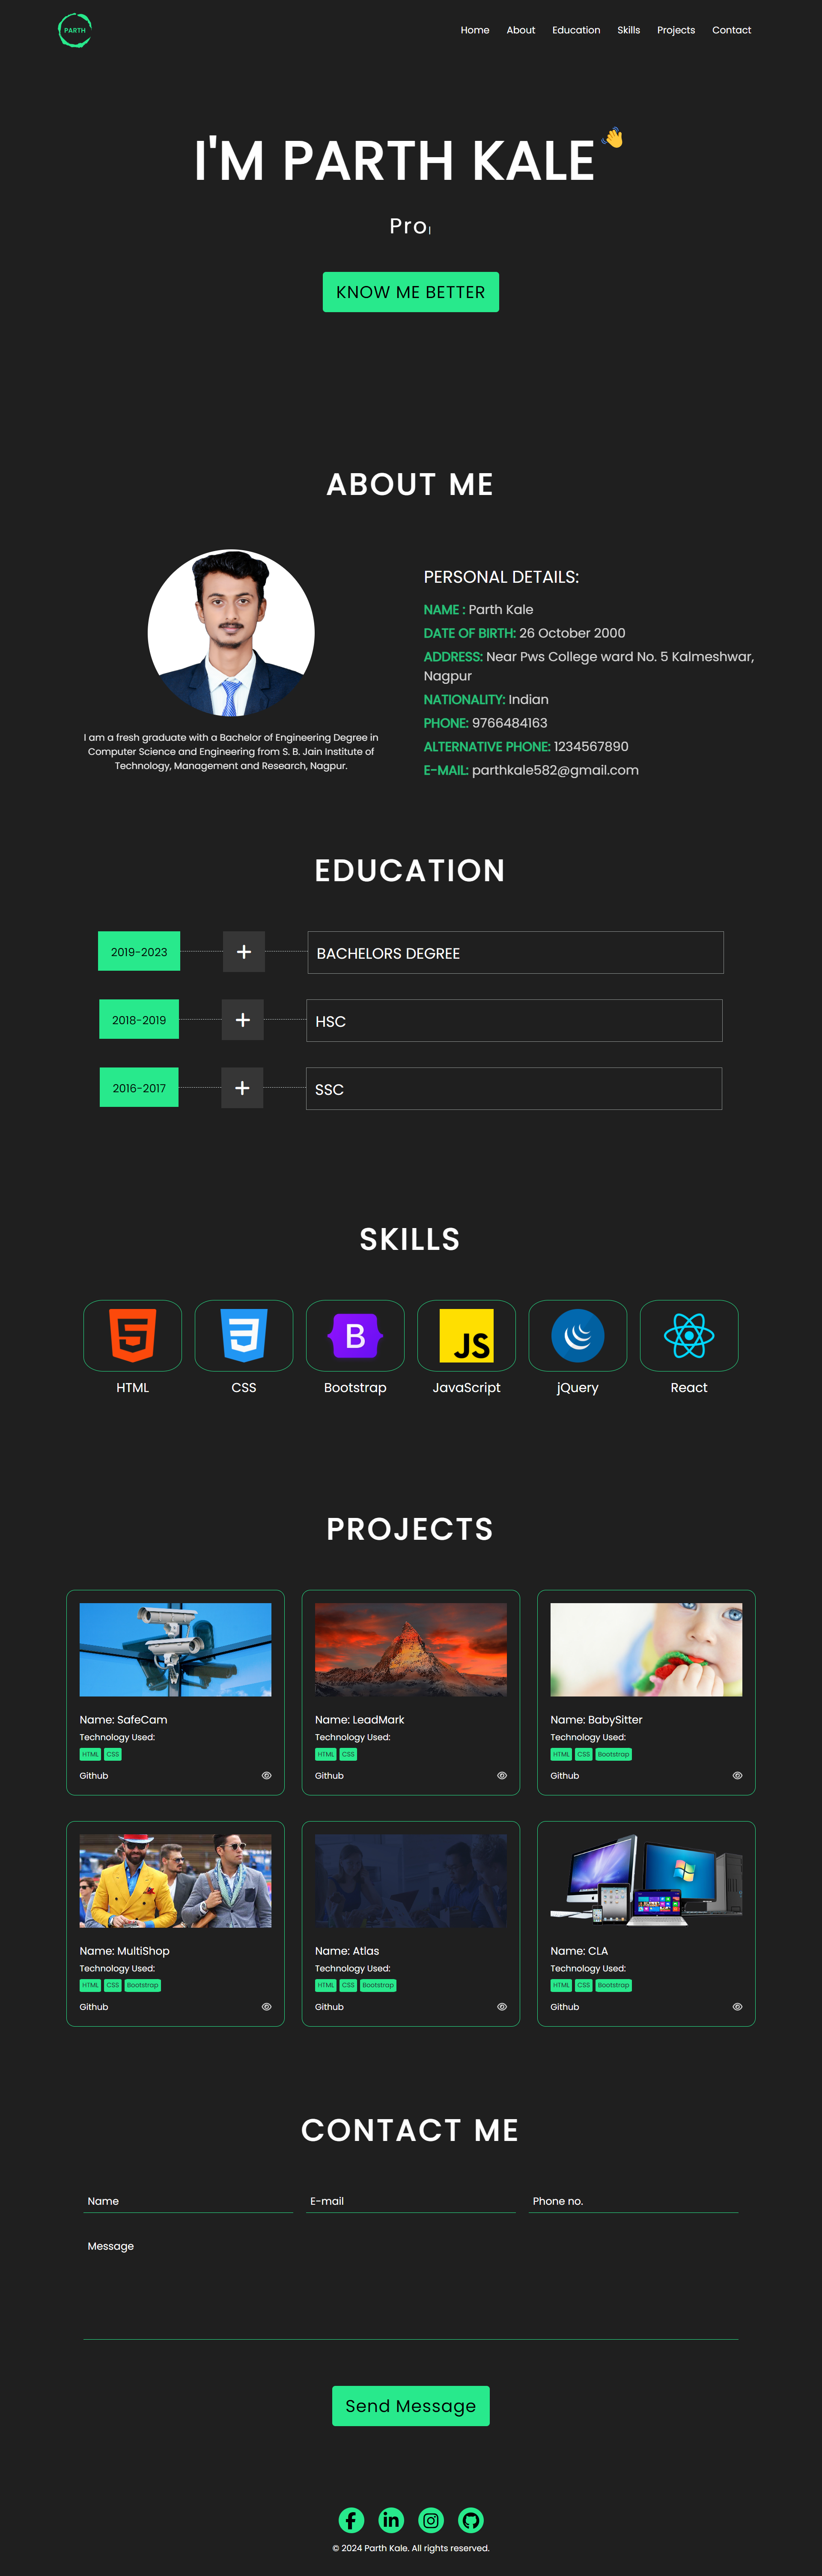 PARTH
Home About Education Skills Projects Contact
I'M PARTH KALE
Pro
KNOW ME BETTER
ABOUT ME
I am a fresh graduate with a Bachelor of Engineering Degree in
Computer Science and Engineering from S. B. Jain Institute of
Technology, Management and Research, Nagpur.
PERSONAL DETAILS:
NAME : Parth Kale
DATE OF BIRTH: 26 October 2000
ADDRESS: Near Pws College ward No. 5 Kalmeshwar,
Nagpur
NATIONALITY: Indian
PHONE: 9766484163
ALTERNATIVE PHONE: 1234567890
E-MAIL: parthkale582@gmail.com
EDUCATION
2019-2023 + BACHELORS DEGREE
2018-2019 + HSC
2016-2017 + SSC
SKILLS
B JS
HTML CSS Bootstrap JavaScript jQuery React
PROJECTS
Name: SafeCam
Technology Used:
HTML CSS
Github
Name: LeadMark
Technology Used:
HTML CSS
Github
Name: BabySitter
Technology Used:
HTML CSS Bootstrap
Github
Name: MultiShop
Technology Used:
HTML CSS Bootstrap
Github
Name: Atlas
Technology Used:
HTML CSS Bootstrap
Github
Name: CLA
Technology Used:
HTML CSS Bootstrap
Github
CONTACT ME
Name E-mail Phone no.
Message
Send Message
© 2024 Parth Kale. All rights reserved.